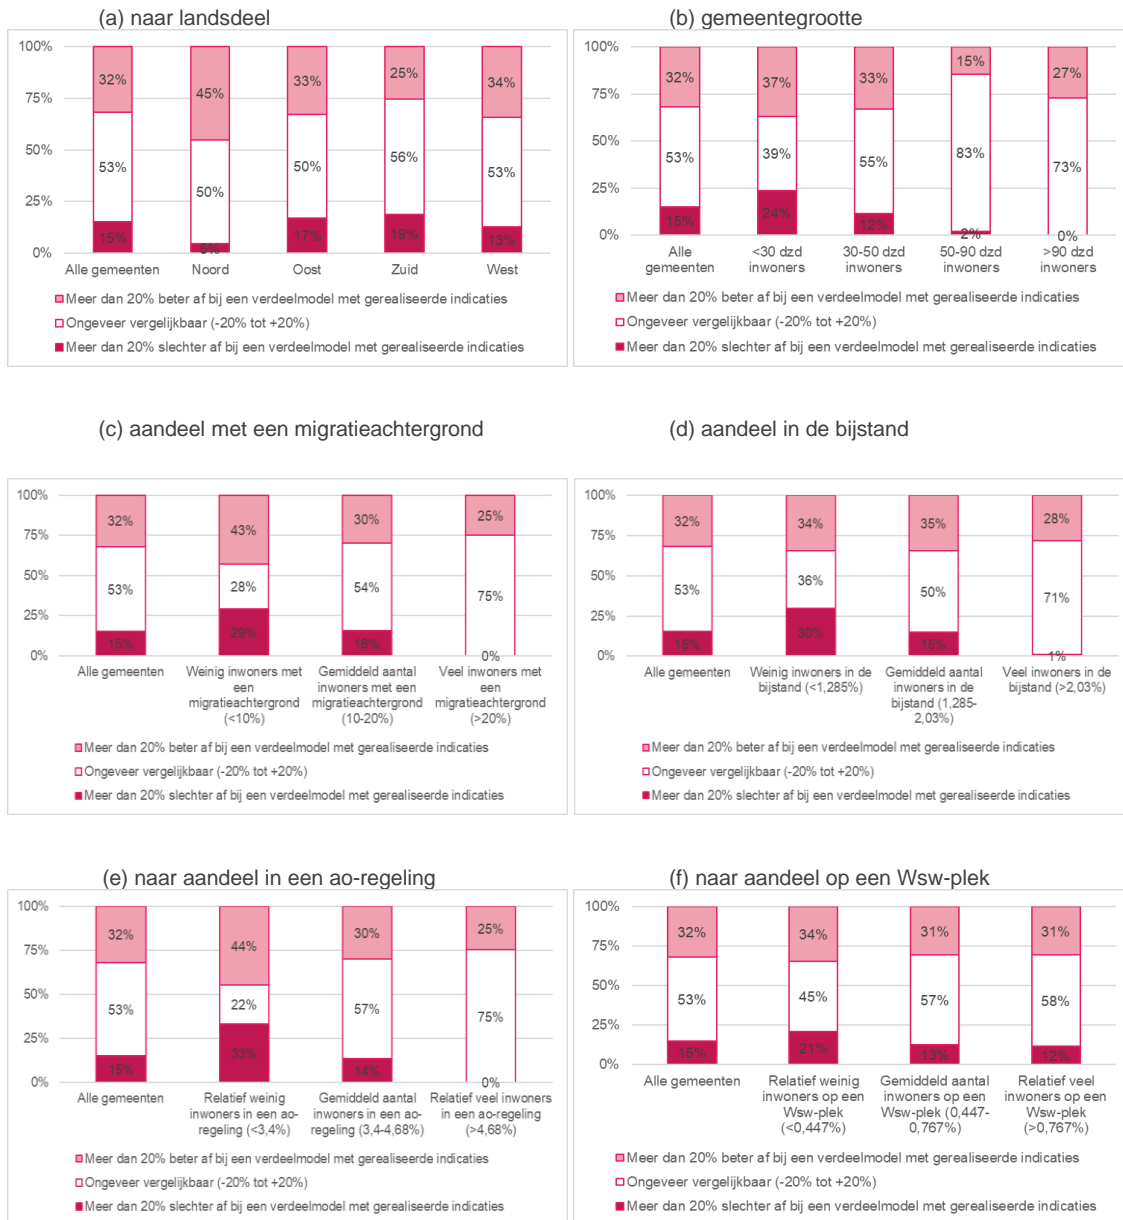 (a) naar landsdeel
100%
75%
50%
25%
0%
32%
53%
15%
45%
50%
5%
33%
50%
17%
25%
56%
19%
34%
53%
13%
Alle gemeenten
Noord
Oost
Zuid
West
Meer dan 20% beter af bij een verdeelmodel met gerealiseerde indicaties
Ongeveer vergelijkbaar (-20% tot +20%)
Meer dan 20% slechter af bij een verdeelmodel met gerealiseerde indicaties
(b) gemeentegrootte
100%
75%
50%
25%
0%
32%
53%
15%
37%
39%
24%
33%
55%
12%
15%
83%
2%
27%
73%
0%
Alle
gemeenten
<30 dzd
inwoners
30-50 dzd
inwoners
50-90 dzd
inwoners
>90 dzd
inwoners
Meer dan 20% beter af bij een verdeelmodel met gerealiseerde indicaties
Ongeveer vergelijkbaar (-20% tot +20%)
Meer dan 20% slechter af bij een verdeelmodel met gerealiseerde indicaties
(c) aandeel met een migratieachtergrond
100%
75%
50%
25%
0%
32%
53%
15%
43%
28%
29%
30%
54%
16%
25%
75%
0%
Alle gemeenten
Weinig inwoners met
een
migratieachtergrond
(<10%)
Gemiddeld aantal
inwoners met een
migratieachtergrond
(10-20%)
Veel inwoners met
een
migratieachtergrond
(>20%)
Meer dan 20% beter af bij een verdeelmodel met gerealiseerde indicaties
Ongeveer vergelijkbaar (-20% tot +20%)
Meer dan 20% slechter af bij een verdeelmodel met gerealiseerde indicaties
(d) aandeel in de bijstand
100%
75%
50%
25%
0%
32%
53%
15%
34%
36%
30%
35%
50%
15%
28%
71%
1%
Alle gemeenten
Weinig inwoners in de
bijstand (<1,285%)
Gemiddeld aantal
inwoners in de
bijstand (1,285-
2,03%)
Veel inwoners in de
bijstand (>2,03%)
Meer dan 20% beter af bij een verdeelmodel met gerealiseerde indicaties
Ongeveer vergelijkbaar (-20% tot +20%)
Meer dan 20% slechter af bij een verdeelmodel met gerealiseerde indicaties
(e) naar aandeel in een ao-regeling
100%
75%
50%
25%
0%
32%
53%
15%
44%
22%
33%
30%
57%
14%
25%
75%
0%
Alle gemeenten
Relatief weinig
inwoners in een ao-
regeling (<3,4%)
Gemiddeld aantal
inwoners in een ao-
regeling (3,4-4,68%)
Relatief veel inwoners
in een ao-regeling
(>4,68%)
Meer dan 20% beter af bij een verdeelmodel met gerealiseerde indicaties
Ongeveer vergelijkbaar (-20% tot +20%)
Meer dan 20% slechter af bij een verdeelmodel met gerealiseerde indicaties
(f) naar aandeel op een Wsw-plek
100%
75%
50%
25%
0%
32%
53%
15%
34%
45%
21%
31%
57%
13%
31%
58%
12%
Alle gemeenten
Relatief weinig
inwoners op een
Wsw-plek
(<0,447%)
Gemiddeld aantal
inwoners op een
Wsw-plek (0,447-
0,767%)
Relatief veel
inwoners op een
Wsw-plek
(>0,767%)
Meer dan 20% beter af bij een verdeelmodel met gerealiseerde indicaties
Ongeveer vergelijkbaar (-20% tot +20%)
Meer dan 20% slechter af bij een verdeelmodel met gerealiseerde indicaties